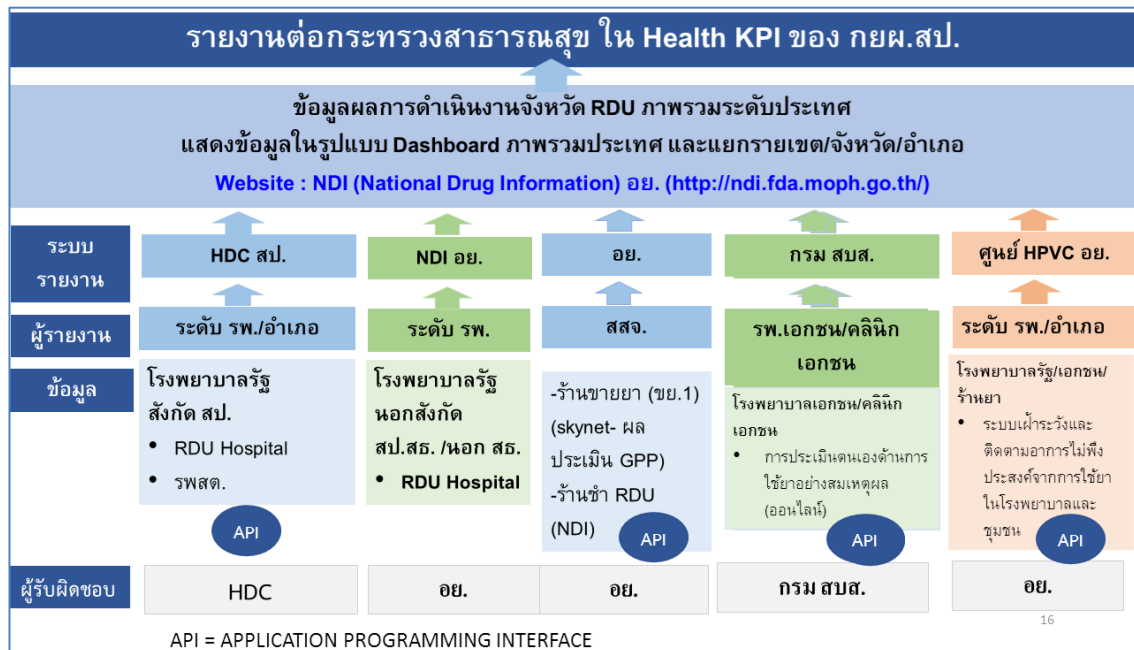 รายงานต่อกระทรวงสาธารณสุข ใน Health KPI ของ กยผ.สป.
ข้อมูลผลการดำเนินงานจังหวัด RDU ภาพรวมระดับประเทศ
แสดงข้อมูลในรูปแบบ Dashboard ภาพรวมประเทศ และแยกรายเขต/จังหวัด/อำเภอ
Website : NDI (National Drug Information) อย. (http://ndi.fda.moph.go.th/)
ระบบ
รายงาน
HDC สป.
NDI อย.
อย.
กรม สบส.
ศูนย์ HPVC อย.
ผู้รายงาน
ระดับ รพ./อำเภอ
ระดับ รพ.
สสจ.
รพ.เอกชน/คลินิก
เอกชน
ระดับ รพ./อำเภอ
ข้อมูล
โรงพยาบาลรัฐ
สังกัด สป.
• RDU Hospital
• รพสต.
API
โรงพยาบาลรัฐ
นอกสังกัด
สป.สธ. /นอก สธ.
• RDU Hospital
-ร้านขายยา (ขย.1)
(skynet- ผล
ประเมิน GPP)
-ร้านชำ RDU
(NDI)
API
โรงพยาบาลเอกชน/คลินิก
เอกชน
• การประเมินตนเองด้านการ
ใช้ยาอย่างสมเหตุผล
(ออนไลน์)
API
โรงพยาบาลรัฐ/เอกชน/
ร้านยา
• ระบบเฝ้าระวังและ
ติดตามอาการไม่พึง
ประสงค์จากการใช้ยา
ในโรงพยาบาลและ
ชุมชน
API
ผู้รับผิดชอบ
HDC
อย.
อย.
กรม สบส.
อย.
16
API = APPLICATION PROGRAMMING INTERFACE